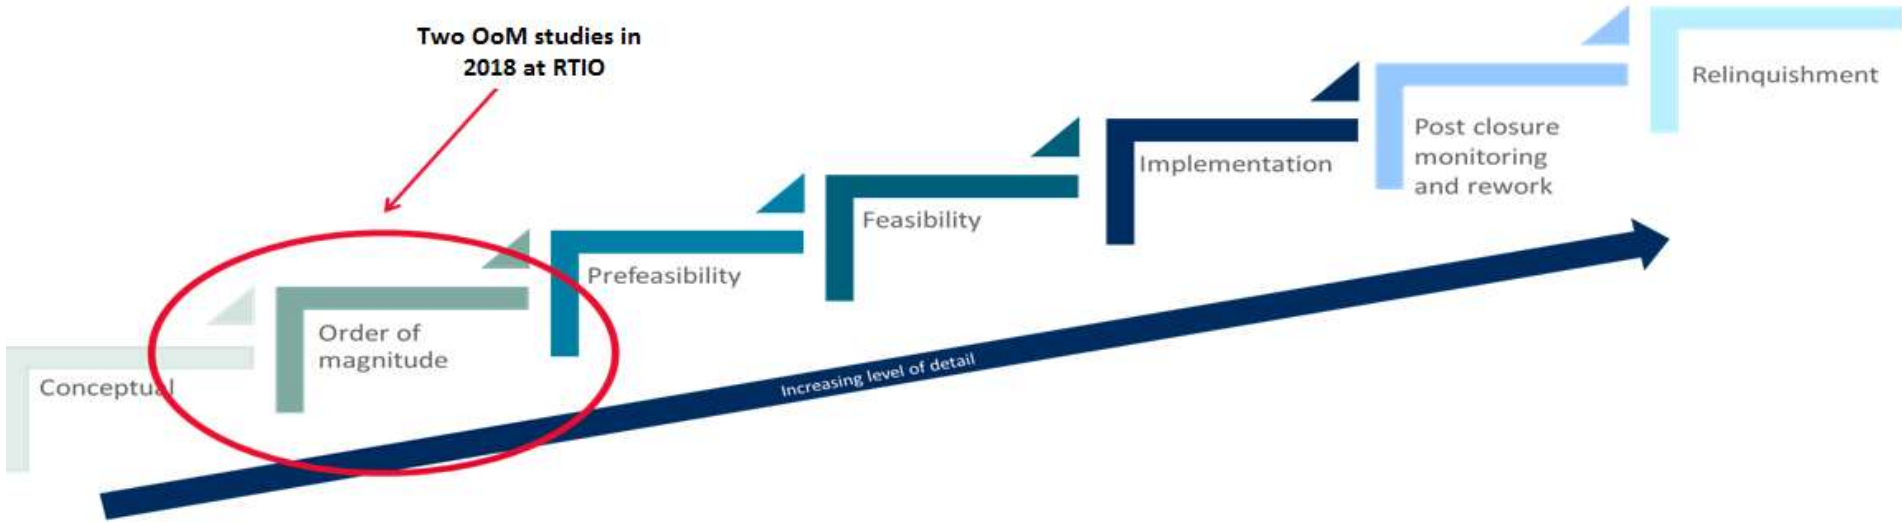 Two OoM studies in
2018 at RTIO
Conceptual
Order of
magnitude
Prefeasibility
Feasibility
Implementation
Post closure
monitoring
and rework
Relinquishment
Increasing level of detail